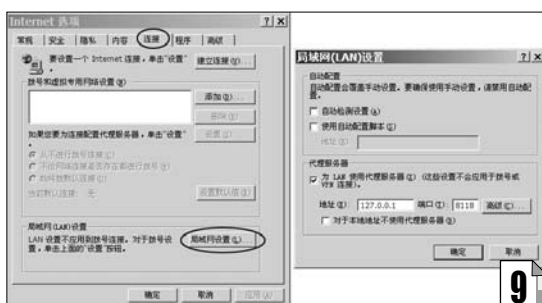 Internet 选项
常规 安全 隐私 内容 连接 程序 高级
要设置一个 Internet 连接，单击“设置”
。
建立连接(U)...
拨号和虚拟专用网络设置(N)
添加(D)...
删除(R)
如果您要为连接配置代理服务器，单击“设置”
。
设置(S)
从不进行拨号连接(C)
不论网络连接是否存在都进行拨号(W)
始终拨默认连接(O)
当前默认连接： 无
设置默认值(E)
局域网(LAN)设置
LAN 设置不应用到拨号连接。对于拨号设
置，单击上面的“设置”按钮。
局域网设置(L)...
确定 取消 应用(A)
局域网(LAN)设置
自动配置
自动配置会覆盖手动设置。要确保使用手动设置，请禁用自动配
置。
自动检测设置(A)
使用自动配置脚本(S)
地址(R)
代理服务器
为 LAN 使用代理服务器(X) (这些设置不会应用于拨号或
VPN 连接)。
地址(E)： 127.0.0.1 端口(T)： 8118 高级(C)...
对于本地地址不使用代理服务器(B)
确定 取消
9